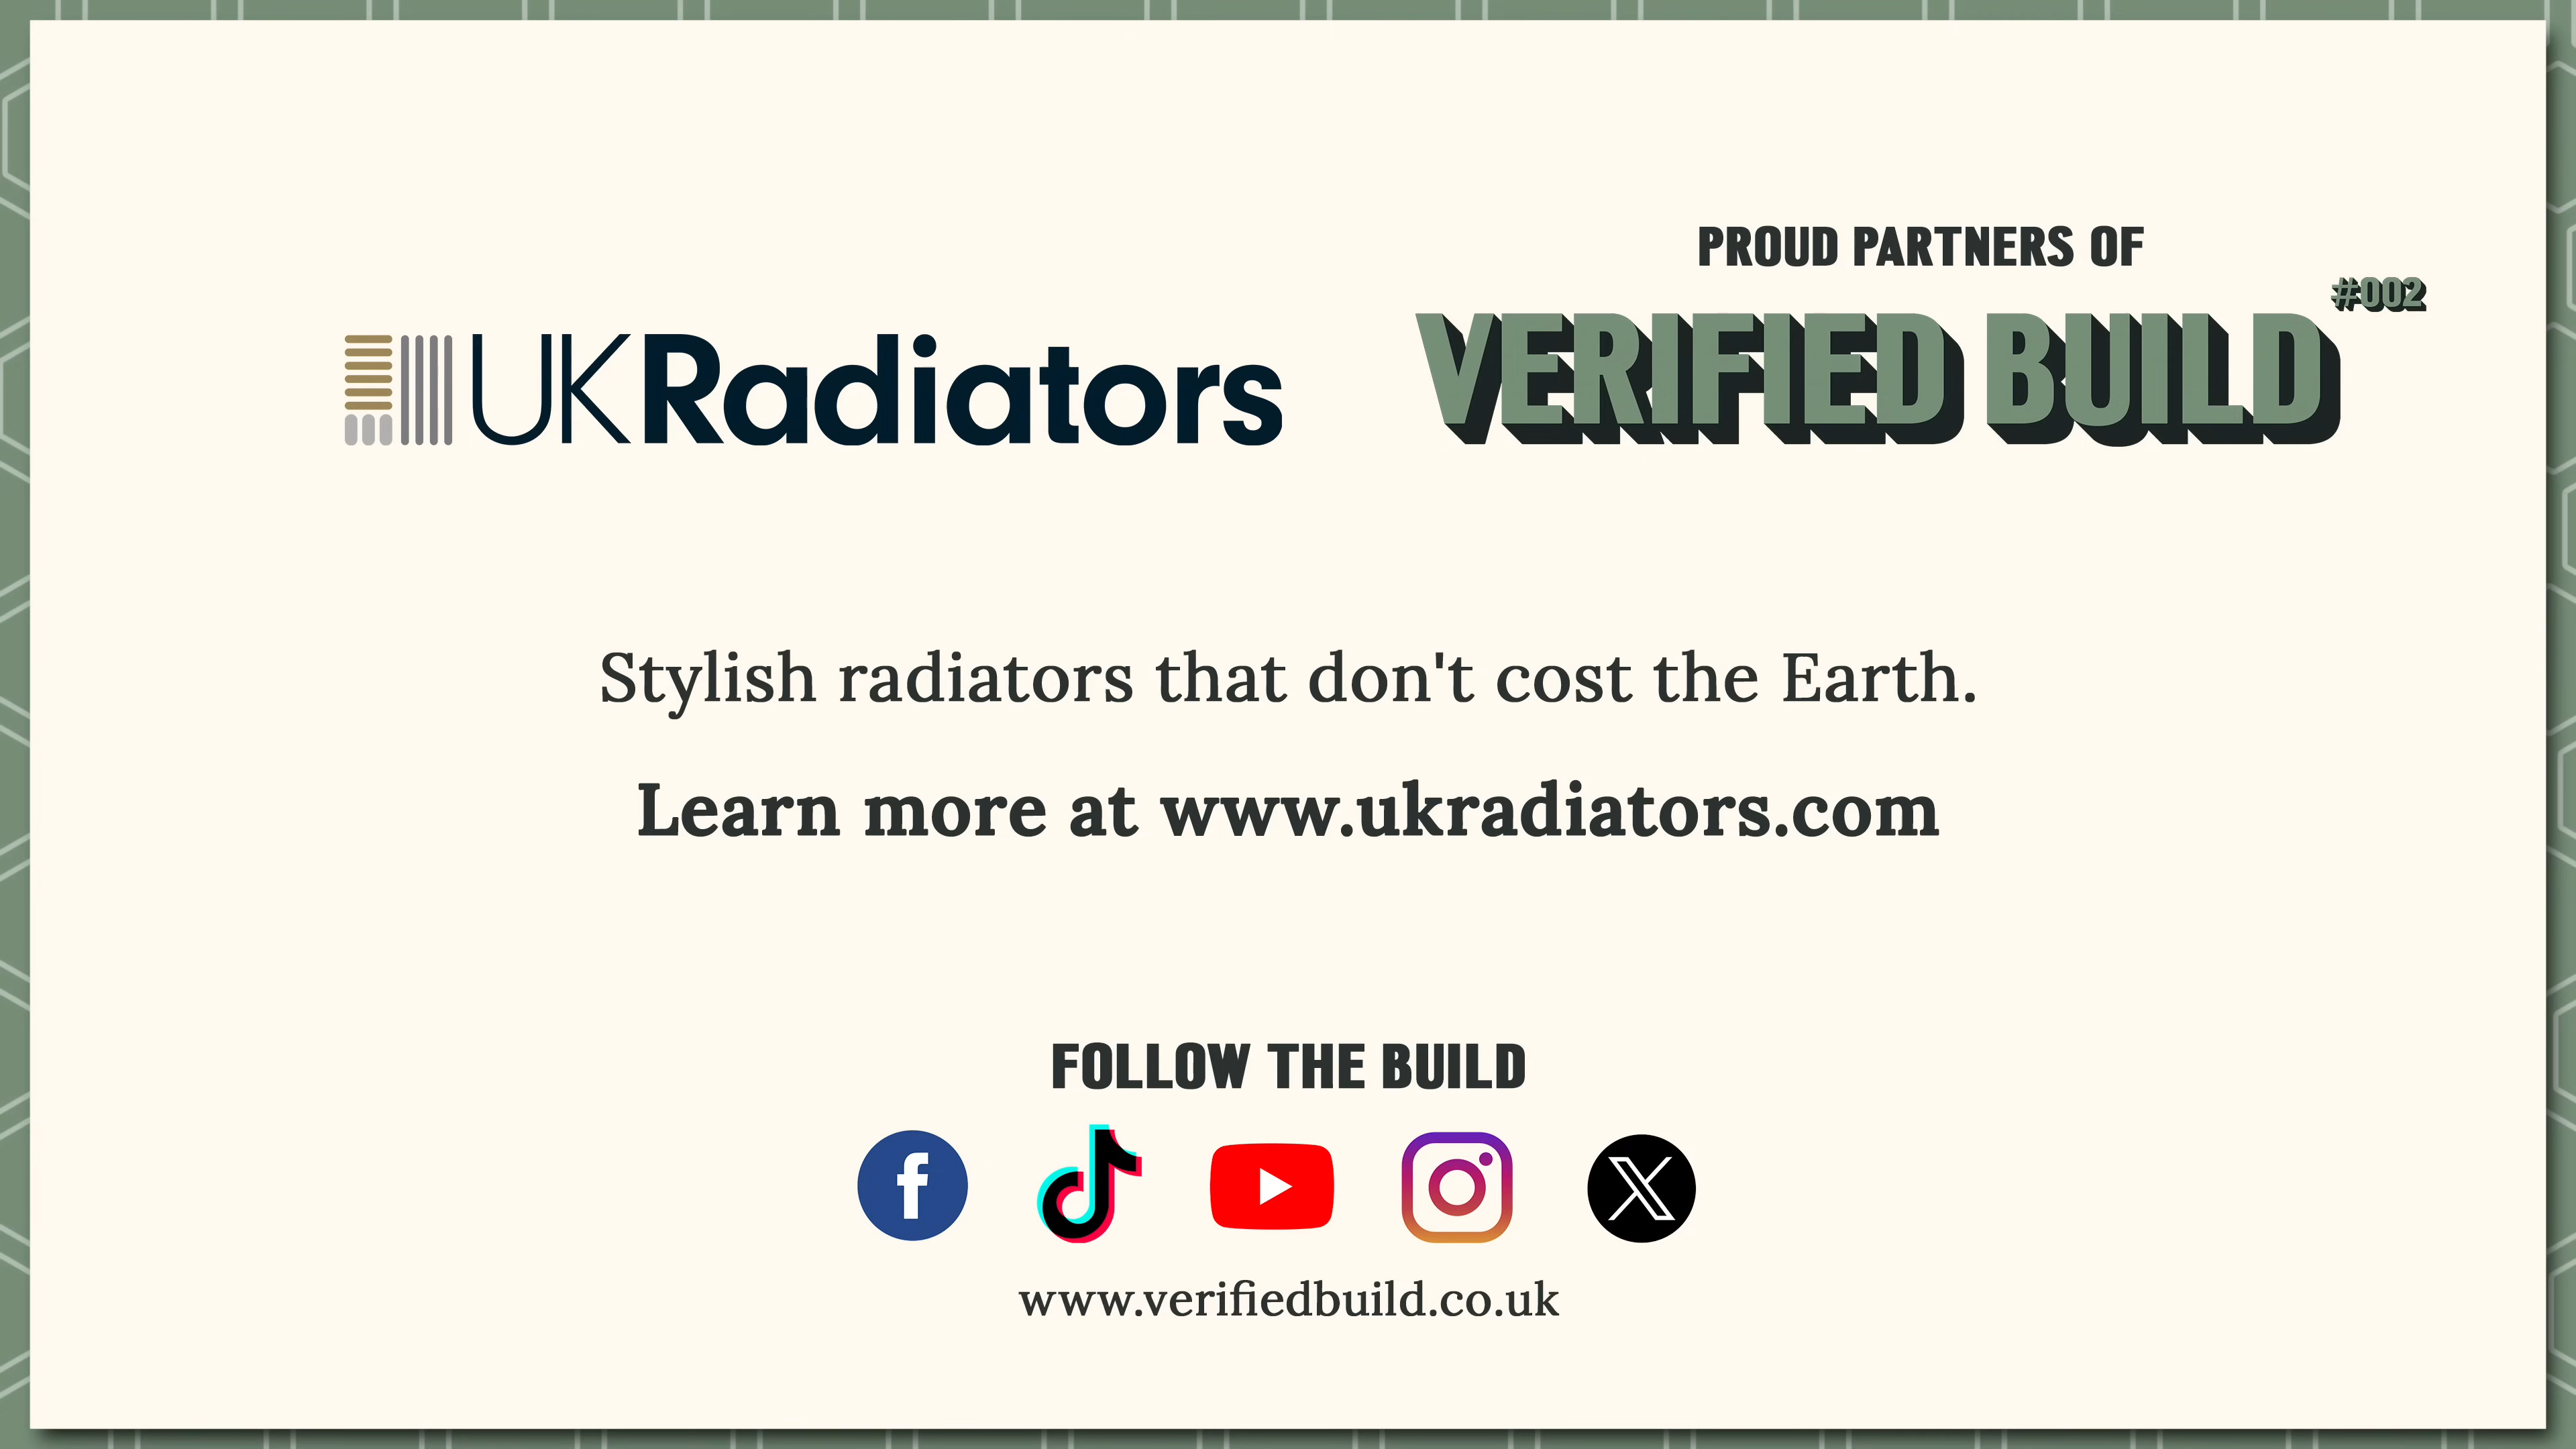 PROUD PARTNERS OF
#002
UKRadiators
VERIFIED BUILD
Stylish radiators that don't cost the Earth.
Learn more at www.ukradiators.com
FOLLOW THE BUILD
www.verifiedbuild.co.uk